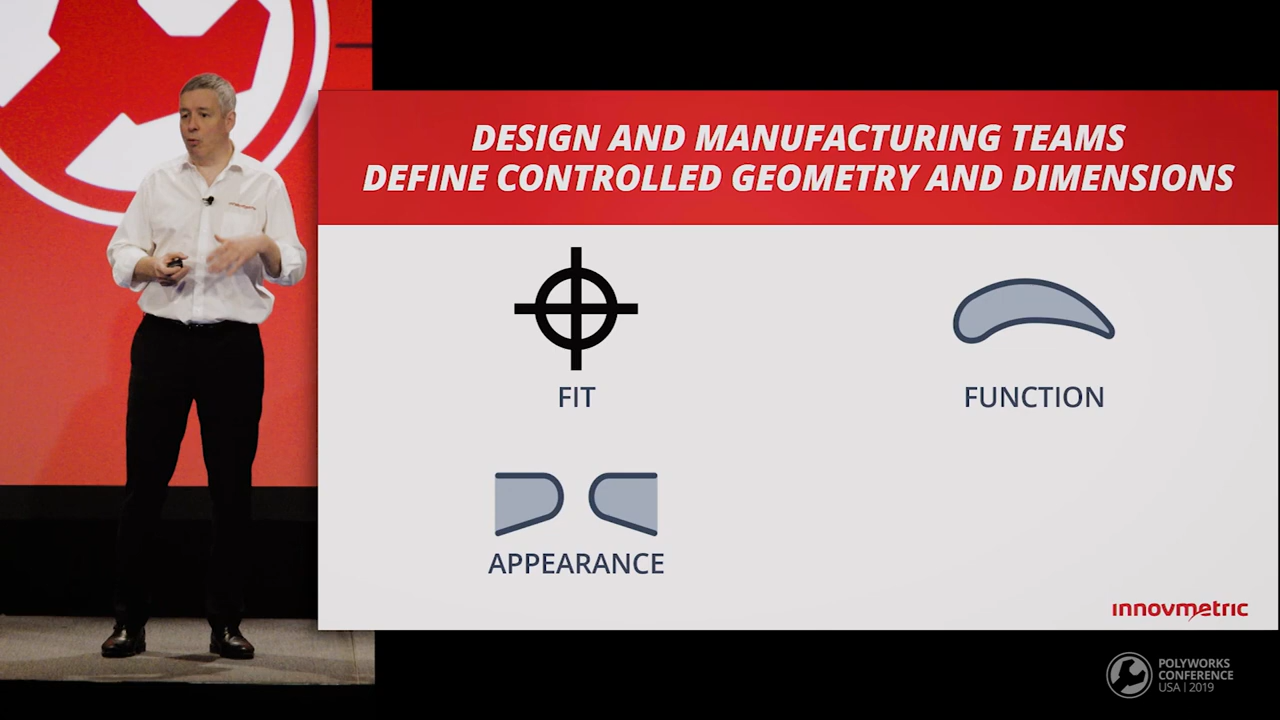 DESIGN AND MANUFACTURING TEAMS
DEFINE CONTROLLED GEOMETRY AND DIMENSIONS
FIT
FUNCTION
APPEARANCE
innovmetric
POLYWORKS
CONFERENCE
USA | 2019